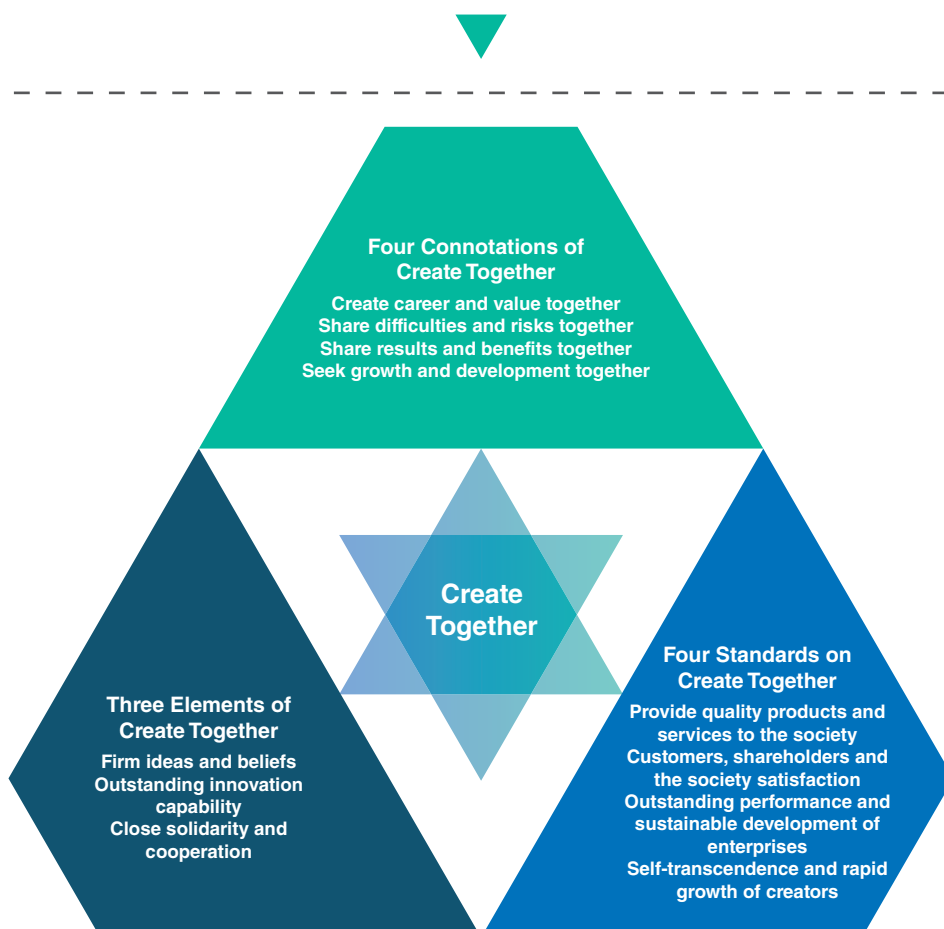 Four Connotations of
Create Together
Create career and value together
Share difficulties and risks together
Share results and benefits together
Seek growth and development together
Create
Together
Three Elements of
Create Together
Firm ideas and beliefs
Outstanding innovation
capability
Close solidarity and
cooperation
Four Standards on
Create Together
Provide quality products and
services to the society
Customers, shareholders and
the society satisfaction
Outstanding performance and
sustainable development of
enterprises
Self-transcendence and rapid
growth of creators